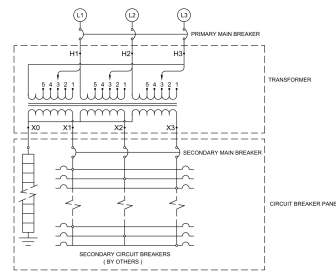 L1 L2 L3
PRIMARY MAIN BREAKER
H1 H2 H3
5 4 3 2 1 5 4 3 2 1 5 4 3 2 1
TRANSFORMER
X0 X1 X2 X3
SECONDARY MAIN BREAKER
CIRCUIT BREAKER PANE
SECONDARY CIRCUIT BREAKERS
( BY OTHERS )